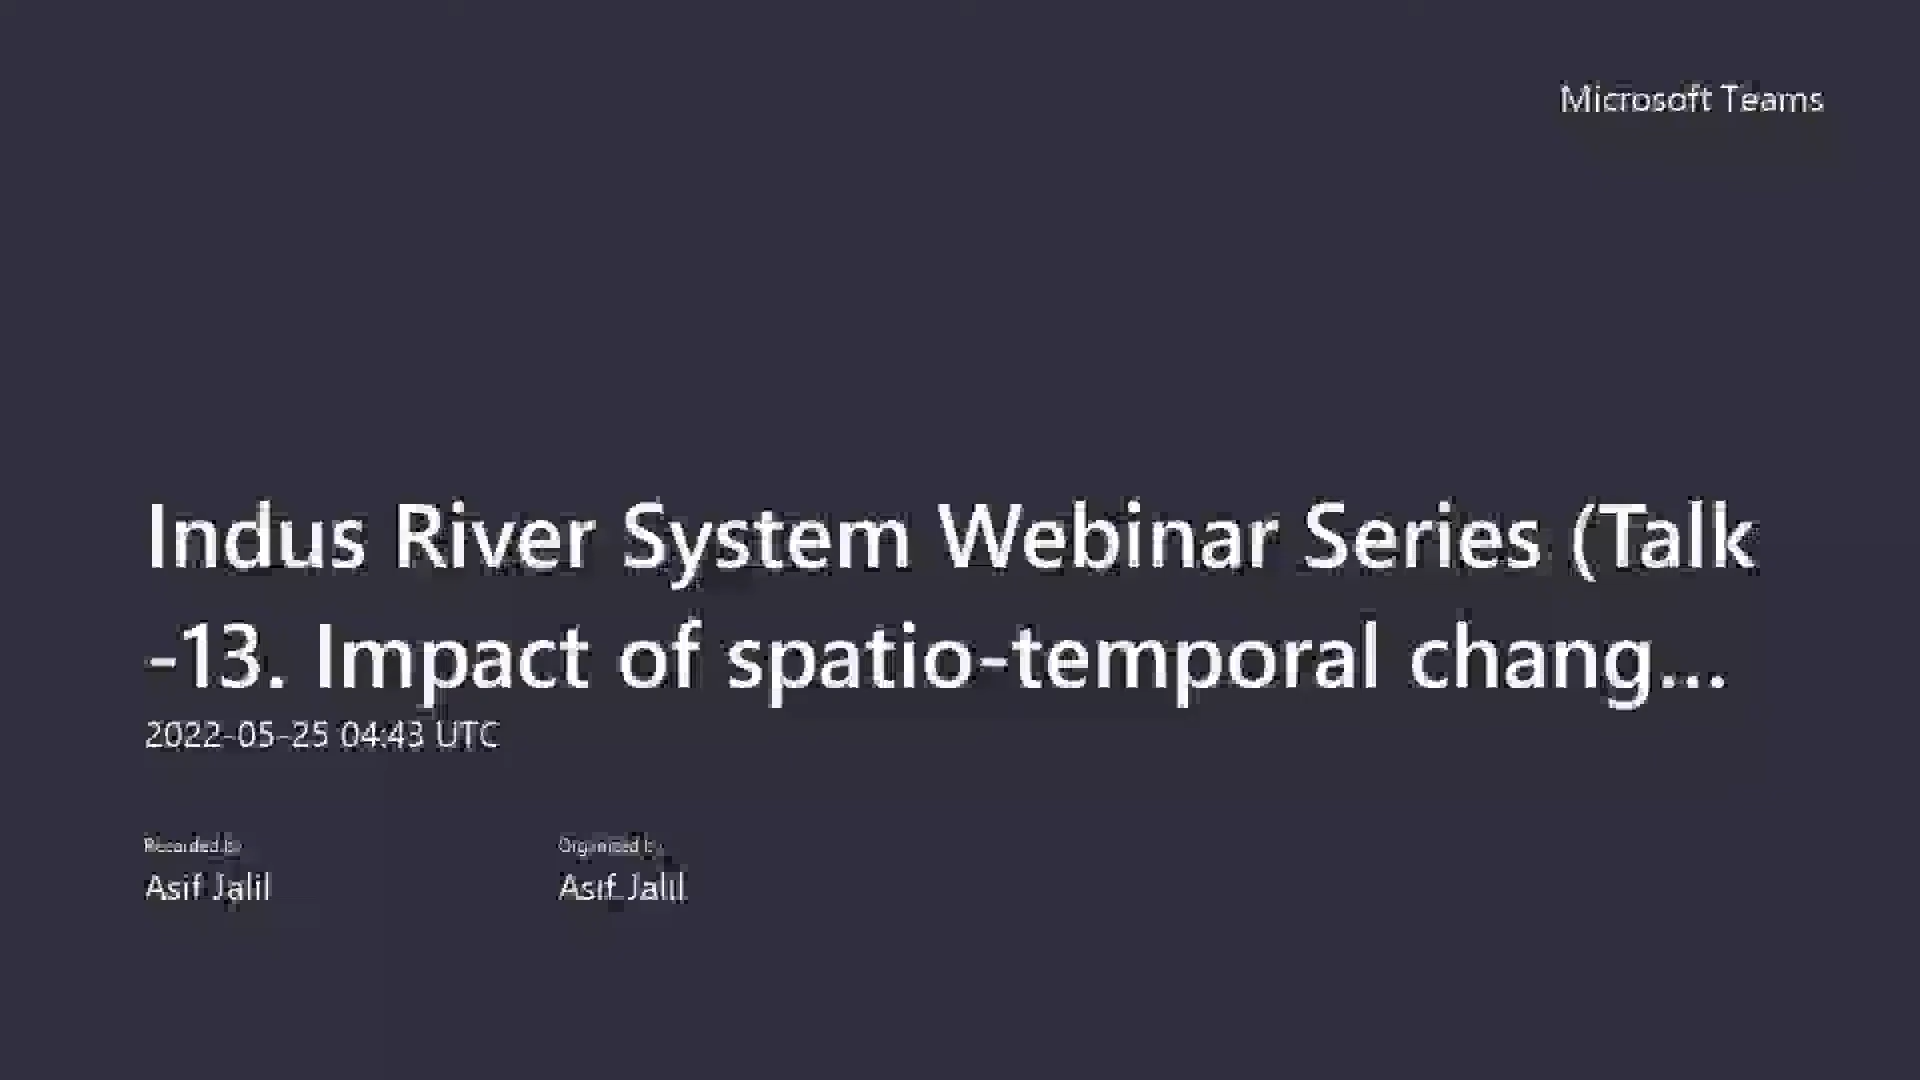 Microsoft Teams
Indus River System Webinar Series (Talk
-13. Impact of spatio-temporal chang...
2022-05-25 04:43 UTC
Recorded by
Organized by
Asif Jalil
Asif Jalil